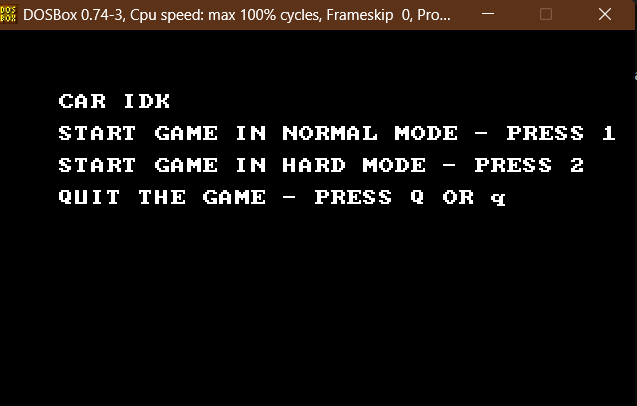 DOS
BOX
DOSBox 0.74-3, Cpu speed: max 100% cycles, Frameskip  0, Pro...
CAR IDK
START GAME IN NORMAL MODE - PRESS 1
START GAME IN HARD MODE - PRESS 2
QUIT THE GAME - PRESS Q OR q